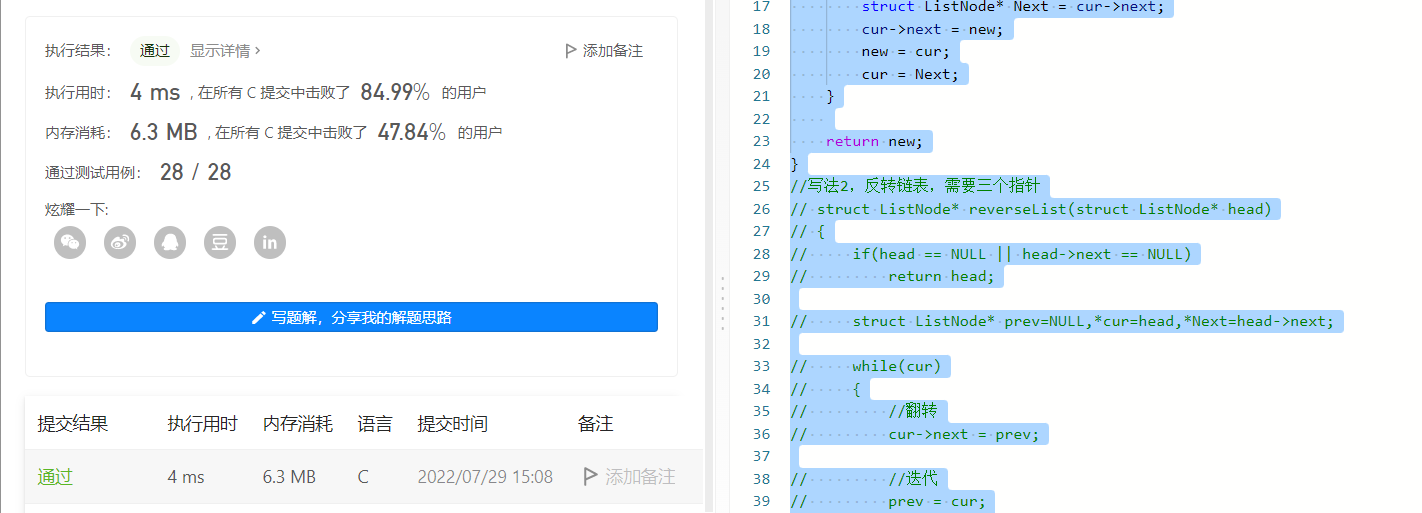 执行结果： 通过 显示详情 › 添加备注
执行用时： 4 ms , 在所有 C 提交中击败了 84.99% 的用户
内存消耗： 6.3 MB , 在所有 C 提交中击败了 47.84% 的用户
通过测试用例： 28 / 28
炫耀一下:
豆 in
写题解，分享我的解题思路
提交结果 执行用时 内存消耗 语言 提交时间 备注
通过 4 ms 6.3 MB C 2022/07/29 15:08 添加备注
17 struct ListNode* Next = cur->next;
18 cur->next = new;
19 new = cur;
20 cur = Next;
21 }
22
23 return new;
24 }
25 //写法2，反转链表，需要三个指针
26 // struct ListNode* reverseList(struct ListNode* head)
27 // {
28 // if(head == NULL || head->next == NULL)
29 // return head;
30
31 // struct ListNode* prev=NULL,*cur=head,*Next=head->next;
32
33 // while(cur)
34 // {
35 // //翻转
36 // cur->next = prev;
37
38 // //迭代
39 // prev = cur;